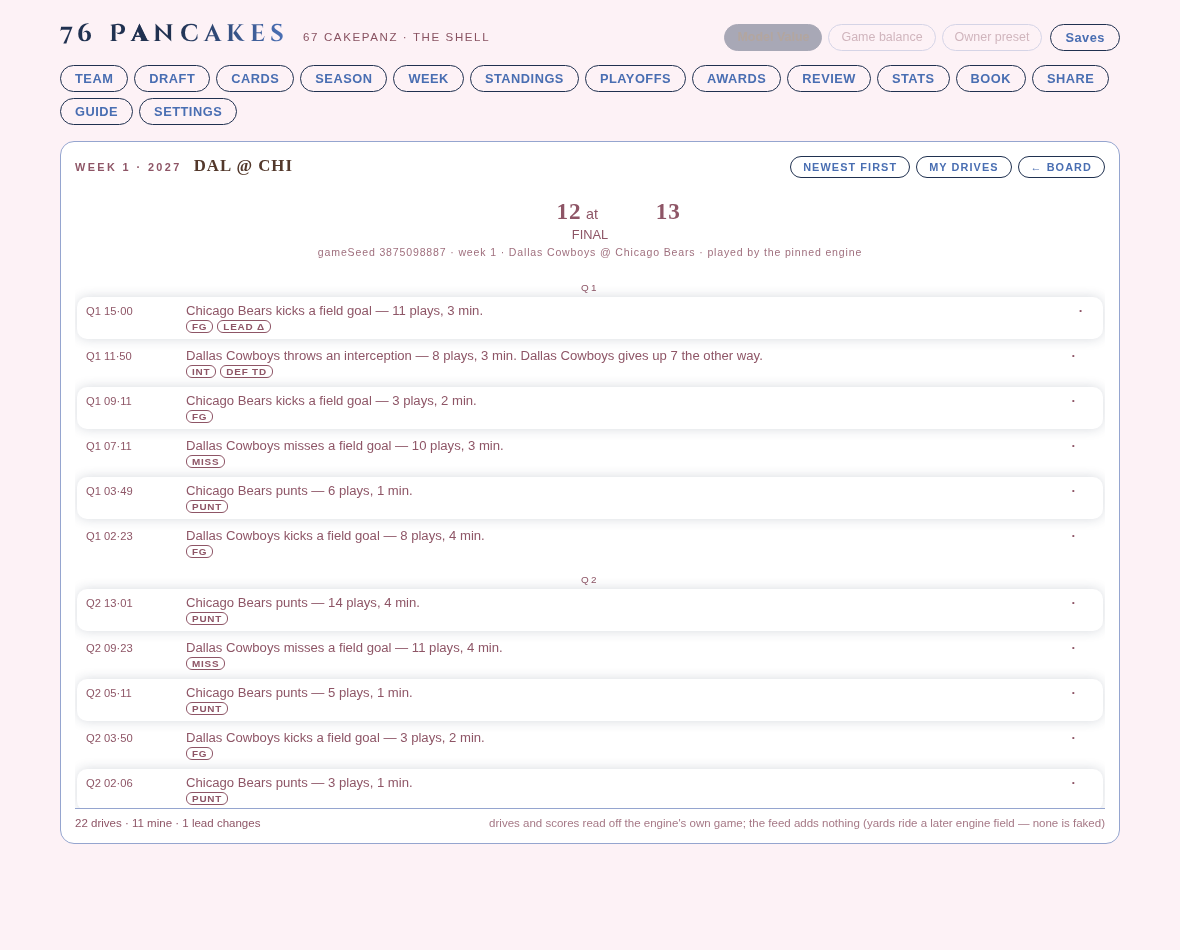 76 PANCAKES 67 CAKEPANZ · THE SHELL Game balance Owner preset Saves
TEAM DRAFT CARDS SEASON WEEK STANDINGS PLAYOFFS AWARDS REVIEW STATS BOOK SHARE
GUIDE SETTINGS
WEEK 1 · 2027 DAL @ CHI NEWEST FIRST MY DRIVES ← BOARD
12 at 13
FINAL
gameSeed 3875098887 · week 1 · Dallas Cowboys @ Chicago Bears · played by the pinned engine
Q1
Q1 15·00 Chicago Bears kicks a field goal — 11 plays, 3 min. ·
FG LEAD Δ
Q1 11·50 Dallas Cowboys throws an interception — 8 plays, 3 min. Dallas Cowboys gives up 7 the other way. ·
INT DEF TD
Q1 09·11 Chicago Bears kicks a field goal — 3 plays, 2 min. ·
FG
Q1 07·11 Dallas Cowboys misses a field goal — 10 plays, 3 min. ·
MISS
Q1 03·49 Chicago Bears punts — 6 plays, 1 min. ·
PUNT
Q1 02·23 Dallas Cowboys kicks a field goal — 8 plays, 4 min. ·
FG
Q2
Q2 13·01 Chicago Bears punts — 14 plays, 4 min. ·
PUNT
Q2 09·23 Dallas Cowboys misses a field goal — 11 plays, 4 min. ·
MISS
Q2 05·11 Chicago Bears punts — 5 plays, 1 min. ·
PUNT
Q2 03·50 Dallas Cowboys kicks a field goal — 3 plays, 2 min. ·
FG
Q2 02·06 Chicago Bears punts — 3 plays, 1 min. ·
PUNT
22 drives · 11 mine · 1 lead changes drives and scores read off the engine's own game; the feed adds nothing (yards ride a later engine field — none is faked)